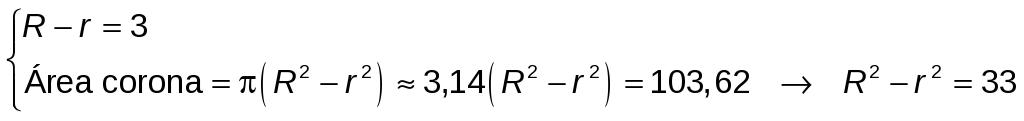 R − r = 3
Área corona = π(R² − r²) ≈ 3,14(R² − r²) = 103,62 → R² − r² = 33